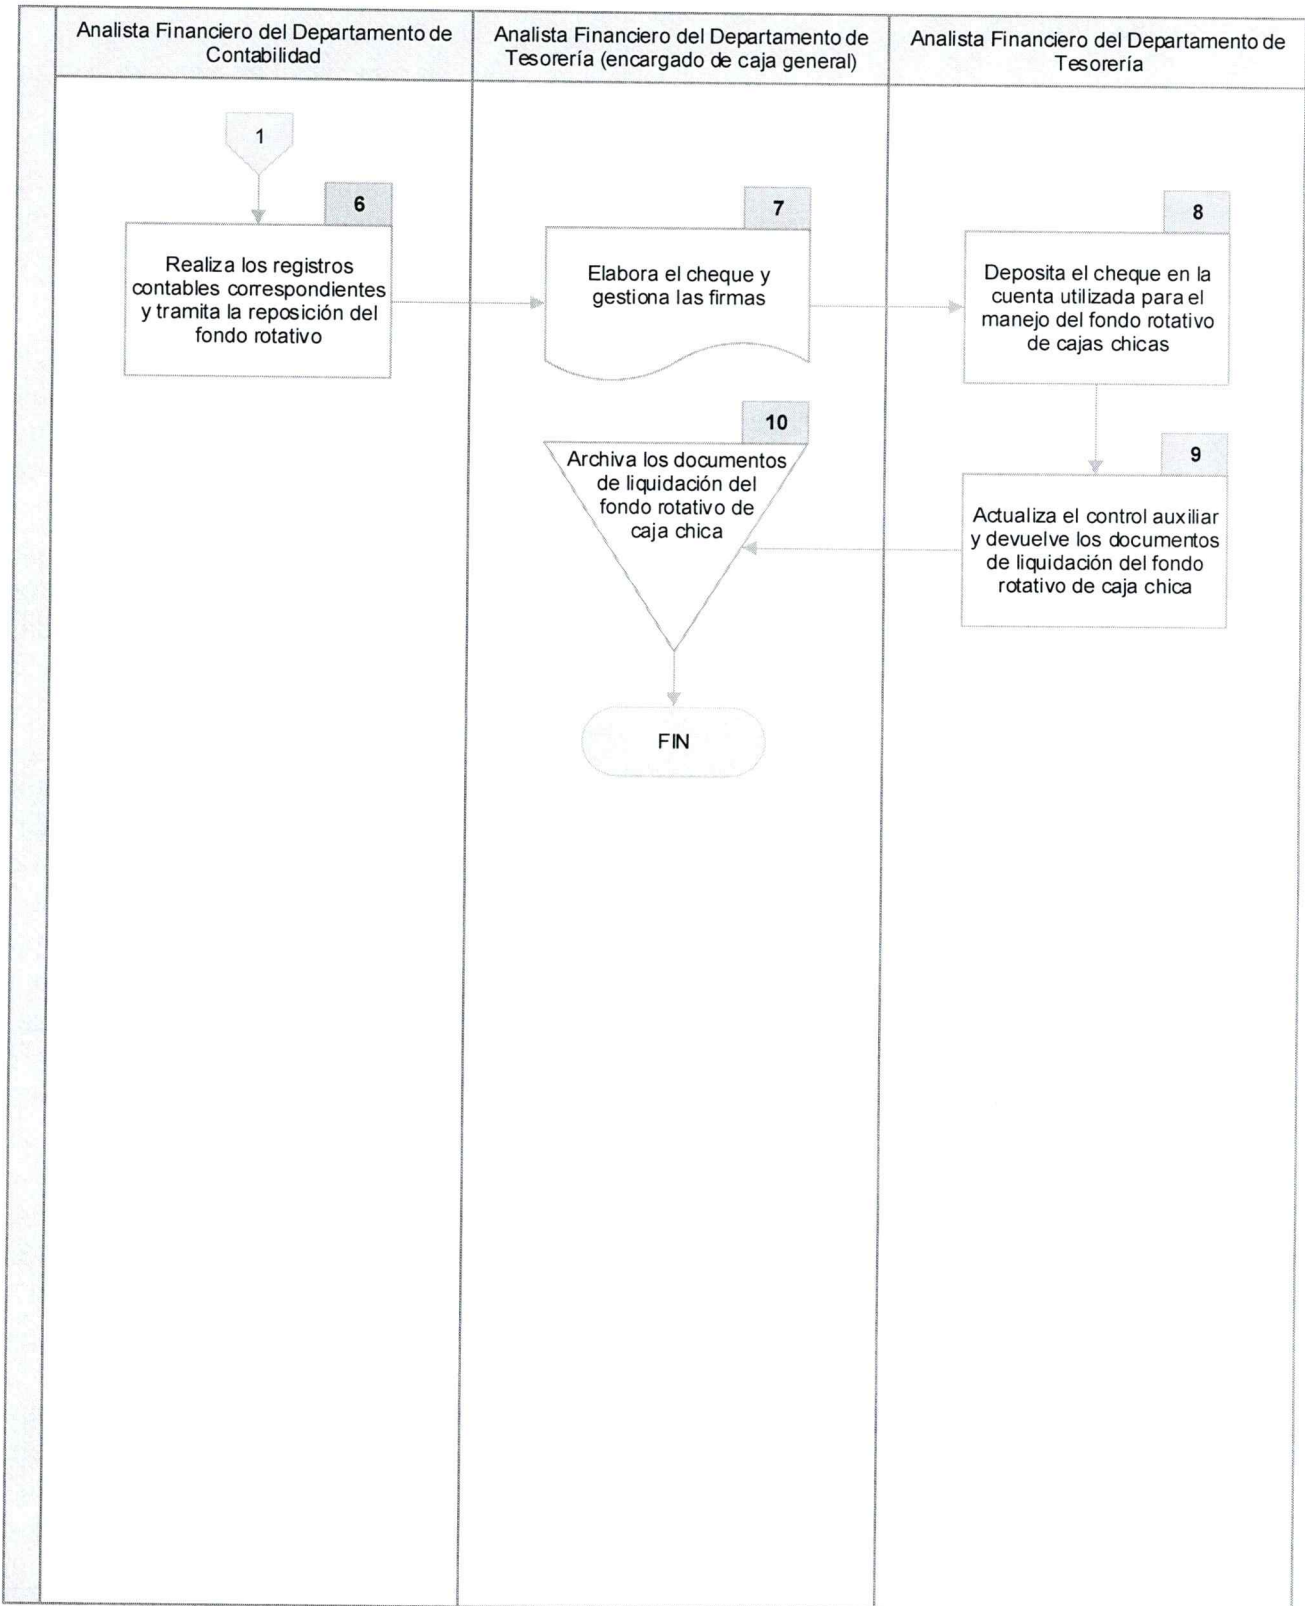 Analista Financiero del Departamento de
Contabilidad
Analista Financiero del Departamento de
Tesorería (encargado de caja general)
Analista Financiero del Departamento de
Tesorería
1
6
Realiza los registros
contables correspondientes
y tramita la reposición del
fondo rotativo
7
Elabora el cheque y
gestiona las firmas
8
Deposita el cheque en la
cuenta utilizada para el
manejo del fondo rotativo
de cajas chicas
9
Actualiza el control auxiliar
y devuelve los documentos
de liquidación del fondo
rotativo de caja chica
10
Archiva los documentos
de liquidación del
fondo rotativo de
caja chica
FIN